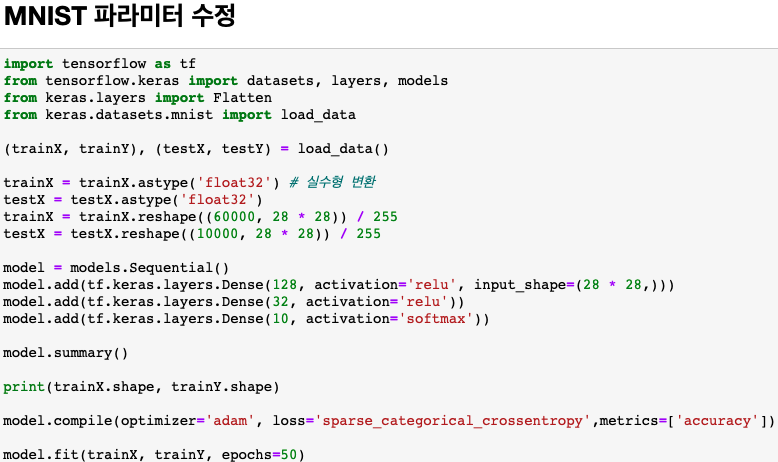 MNIST 파라미터 수정
import tensorflow as tf
from tensorflow.keras import datasets, layers, models
from keras.layers import Flatten
from keras.datasets.mnist import load_data
(trainX, trainY), (testX, testY) = load_data()
trainX = trainX.astype('float32') # 실수형 변환
testX = testX.astype('float32')
trainX = trainX.reshape((60000, 28 * 28)) / 255
testX = testX.reshape((10000, 28 * 28)) / 255
model = models.Sequential()
model.add(tf.keras.layers.Dense(128, activation='relu', input_shape=(28 * 28,)))
model.add(tf.keras.layers.Dense(32, activation='relu'))
model.add(tf.keras.layers.Dense(10, activation='softmax'))
model.summary()
print(trainX.shape, trainY.shape)
model.compile(optimizer='adam', loss='sparse_categorical_crossentropy',metrics=['accuracy'])
model.fit(trainX, trainY, epochs=50)